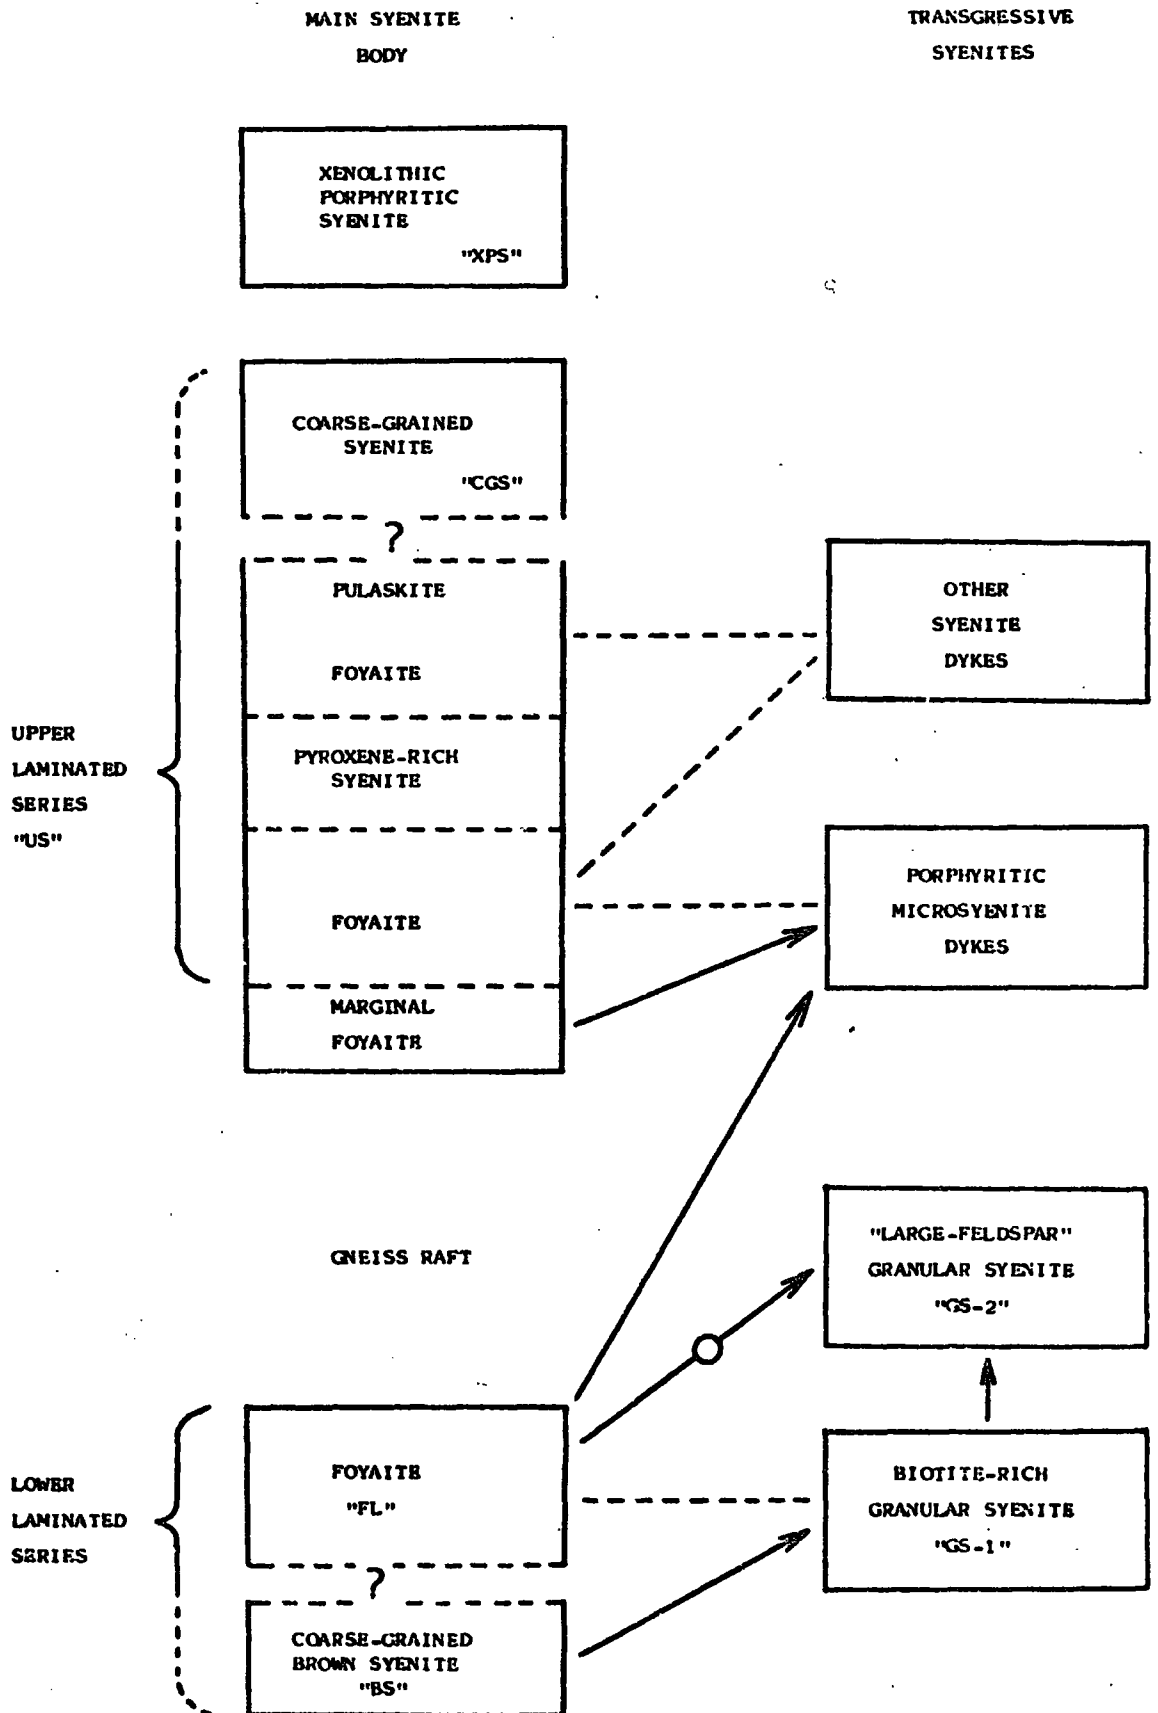 MAIN SYENITE
BODY
TRANSGRESSIVE
SYENITES
XENOLITHIC
PORPHYRITIC
SYENITE
"XPS"
COARSE-GRAINED
SYENITE
"CGS"
?
PULASKITE
FOYAITE
PYROXENE-RICH
SYENITE
FOYAITE
MARGINAL
FOYAITE
UPPER
LAMINATED
SERIES
"US"
OTHER
SYENITE
DYKES
PORPHYRITIC
MICROSYENITE
DYKES
GNEISS RAFT
"LARGE-FELDSPAR"
GRANULAR SYENITE
"GS-2"
FOYAITE
"FL"
?
COARSE-GRAINED
BROWN SYENITE
"BS"
LOWER
LAMINATED
SERIES
BIOTITE-RICH
GRANULAR SYENITE
"GS-1"